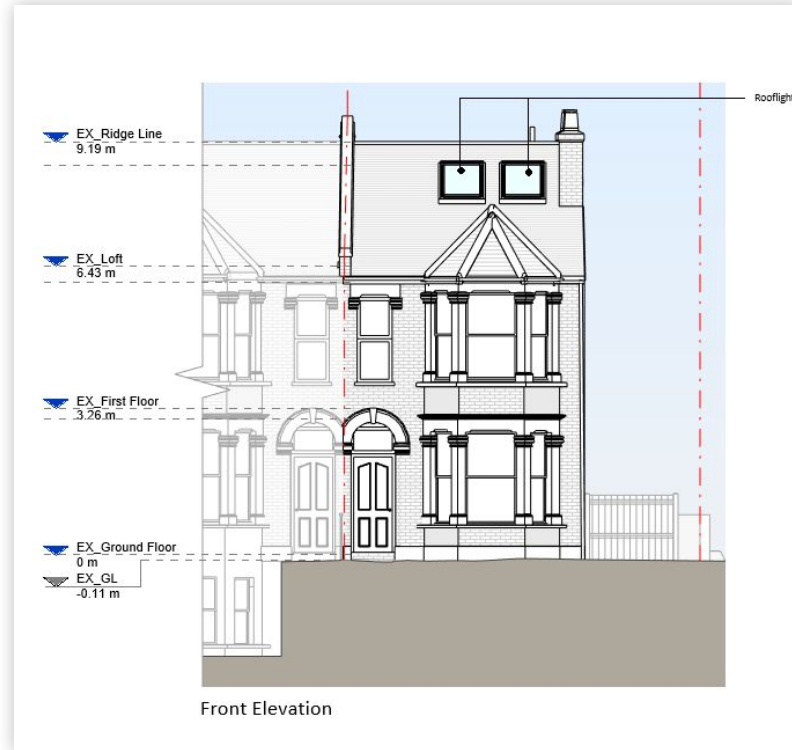 Rooflight
EX_Ridge Line
9.19 m
EX_Loft
6.43 m
EX_First Floor
3.26 m
EX_Ground Floor
0 m
EX_GL
-0.11 m
Front Elevation